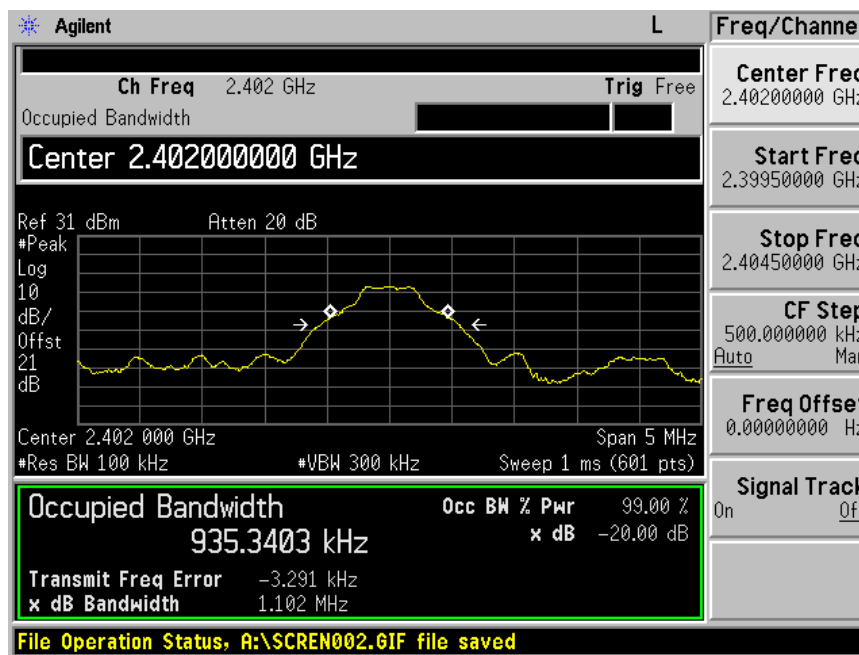 Agilent L Freq/Channe
Ch Freq 2.402 GHz Trig Free
Occupied Bandwidth
Center 2.402000000 GHz
Ref 31 dBm Atten 20 dB
#Peak
Log
10
dB/
Offst
21
dB
Center 2.402 000 GHz Span 5 MHz
#Res BW 100 kHz #VBW 300 kHz Sweep 1 ms (601 pts)
Occupied Bandwidth
935.3403 kHz
Occ BW % Pwr 99.00 %
x dB -20.00 dB
Transmit Freq Error -3.291 kHz
x dB Bandwidth 1.102 MHz
File Operation Status, A:\SCREN002.GIF file saved
Center Freq
2.40200000 GHz
Start Freq
2.39950000 GHz
Stop Freq
2.40450000 GHz
CF Step
500.000000 kHz
Auto Man
Freq Offset
0.00000000 Hz
Signal Track
On Of